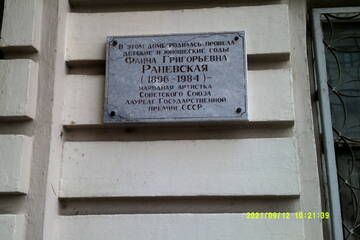 В этом доме родилась, провела
детские и юношеские годы
Фаина Григорьевна
Раневская
(1896-1984)-
народная артистка
Советского Союза
лауреат Государственной
премии СССР.
2021/09/12 10:21:39